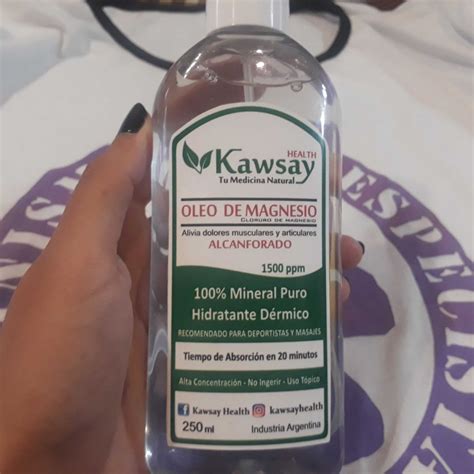 HEALTH
Kawsay
Tu Medicina Natural
OLEO DE MAGNESIO
CLORURO DE MAGNESIO
Alivia dolores musculares y articulares
ALCANFORADO
1500 ppm
100% Mineral Puro
Hidratante Dérmico
RECOMENDADO PARA DEPORTISTAS Y MASAJES
Tiempo de Absorción en 20 minutos
Alta Concentración - No Ingerir - Uso Tópico
Kawsay Health kawsayhealth
250 ml Industria Argentina